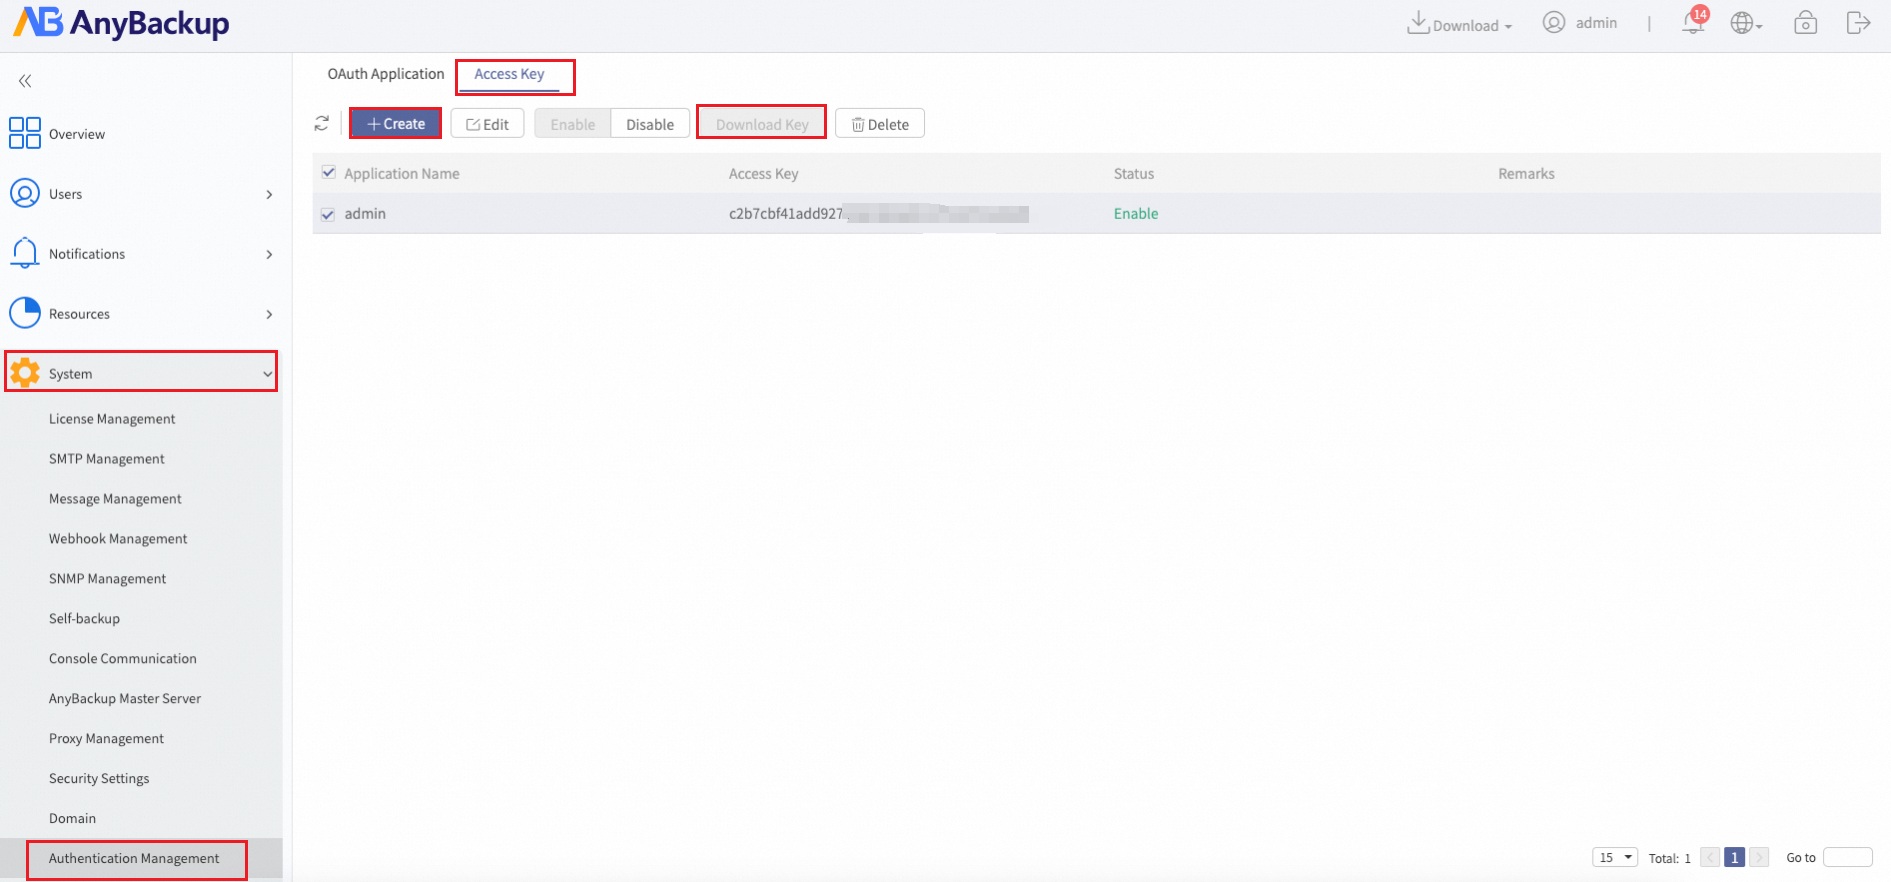 AnyBackup
Download
admin
14
OAuth Application
Access Key
Create
Edit
Enable
Disable
Download Key
Delete
Application Name
Access Key
Status
Remarks
admin
c2b7cbf41add927
Enable
Overview
Users
Notifications
Resources
System
License Management
SMTP Management
Message Management
Webhook Management
SNMP Management
Self-backup
Console Communication
AnyBackup Master Server
Proxy Management
Security Settings
Domain
Authentication Management
15
Total: 1
1
Go to